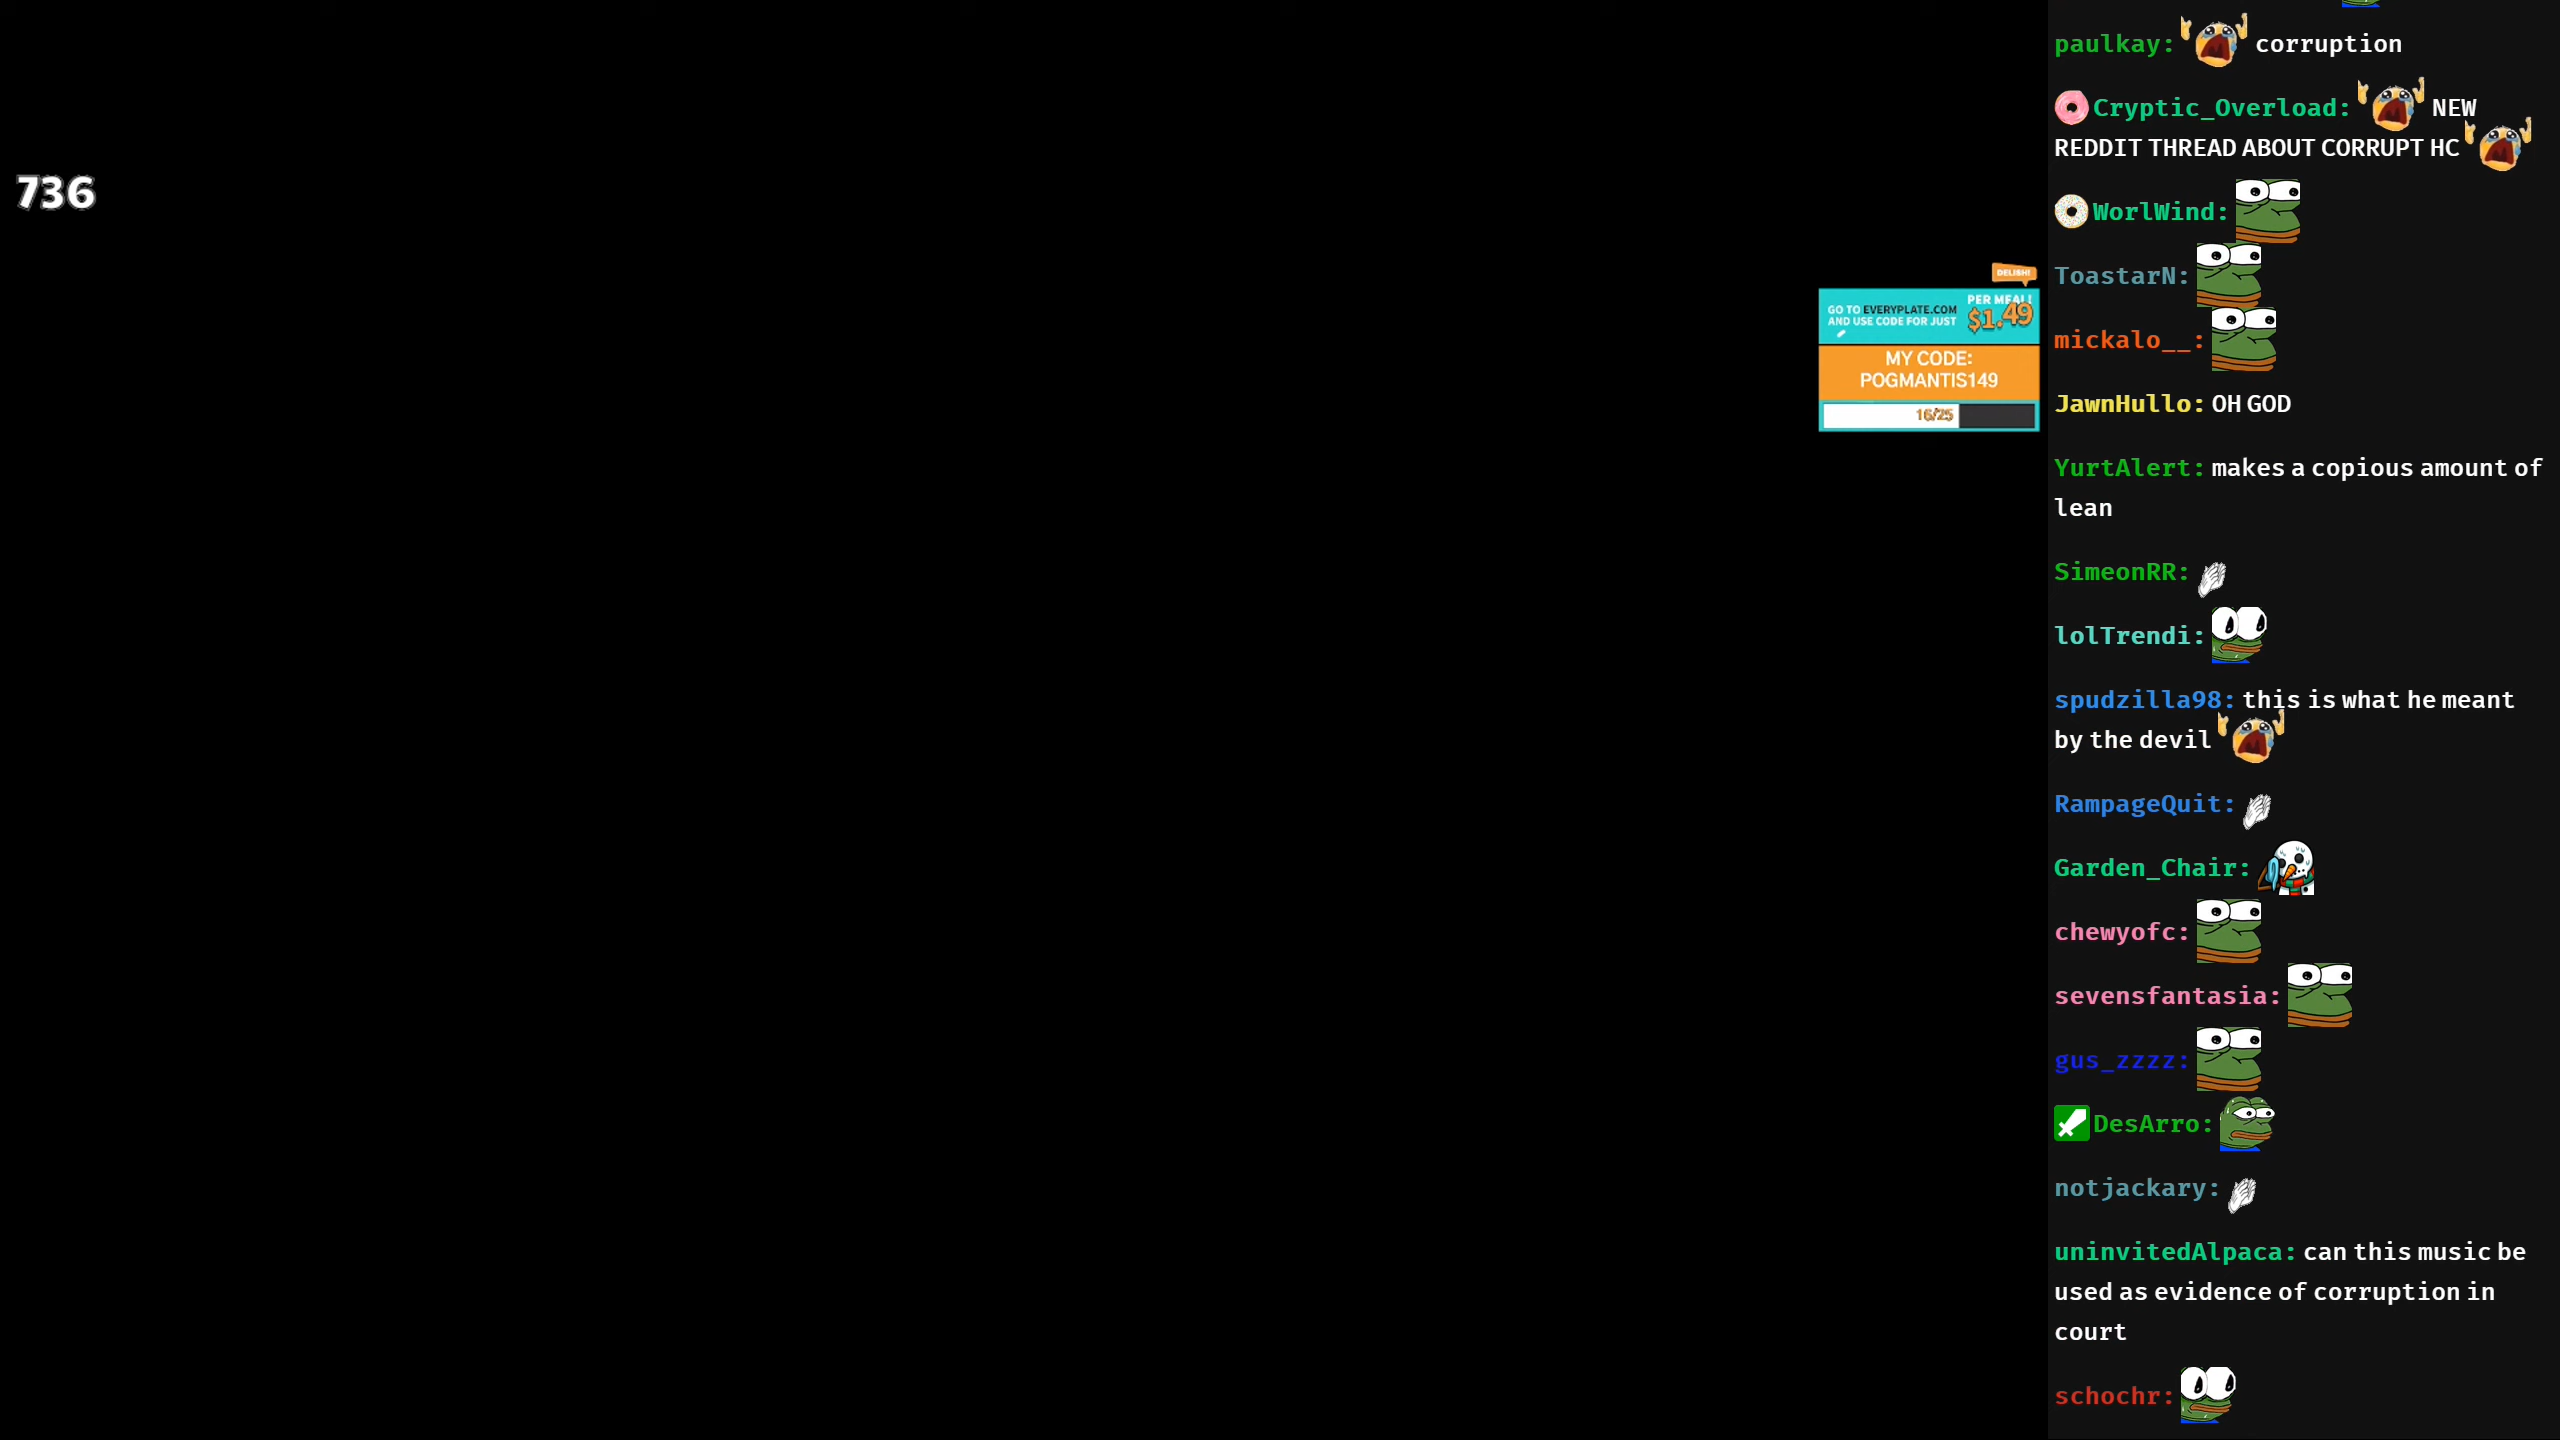 736
DELISH!
GO TO EVERYPLATE.COM
AND USE CODE FOR JUST
PER MEAL!
$1.49
MY CODE:
POGMANTIS149
16/25
paulkay: corruption
Cryptic_Overload: NEW
REDDIT THREAD ABOUT CORRUPT HC
WorlWind:
ToastarN:
mickalo__:
JawnHullo: OH GOD
YurtAlert: makes a copious amount of
lean
SimeonRR:
lolTrendi:
spudzilla98: this is what he meant
by the devil
RampageQuit:
Garden_Chair:
chewyofc:
sevensfantasia:
gus_zzzz:
DesArro:
notjackary:
uninvitedAlpaca: can this music be
used as evidence of corruption in
court
schochr: